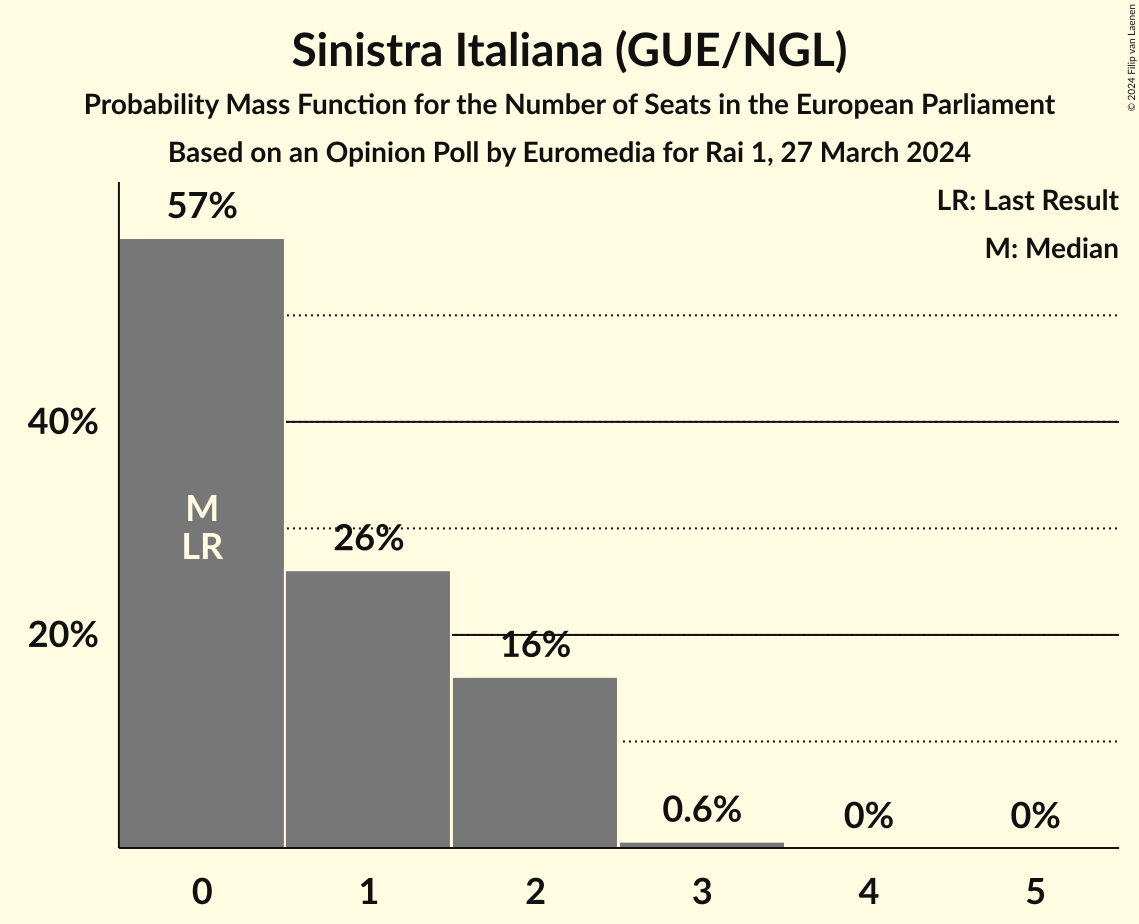 Sinistra Italiana (GUE/NGL)
Probability Mass Function for the Number of Seats in the European Parliament
Based on an Opinion Poll by Euromedia for Rai 1, 27 March 2024
© 2024 Filip van Laenen
LR: Last Result
M: Median
57%
40%
M
LR
26%
20%
16%
0.6%
0%
0%
0
1
2
3
4
5